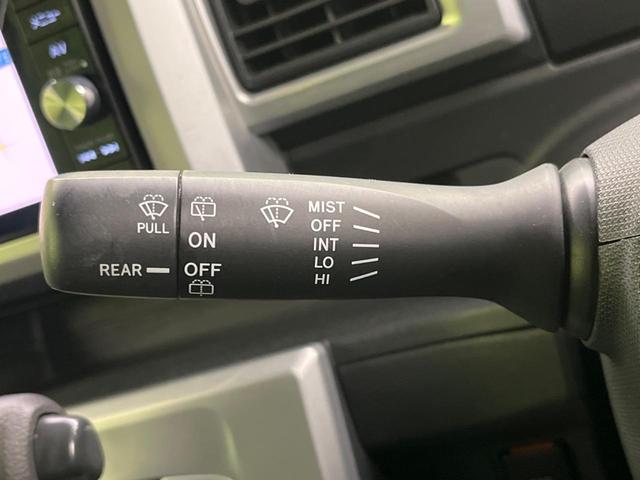 PULL
REAR
ON
OFF
MIST
OFF
INT
LO
HI